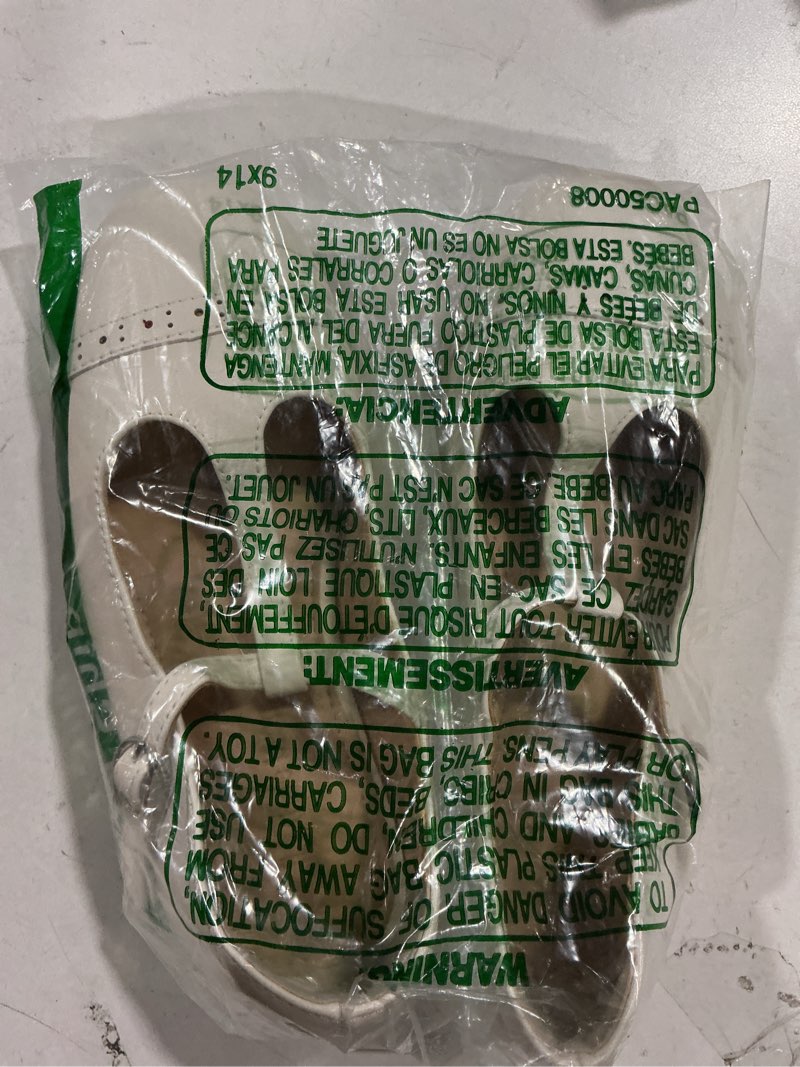 WARNING:
TO AVOID DANGER OF SUFFOCATION,
KEEP THIS PLASTIC BAG AWAY FROM
BABIES AND CHILDREN, DO NOT USE
THIS BAG IN CRIBS, BEDS, CARRIAGES
OR PLAY PENS. THIS BAG IS NOT A TOY.
AVERTISSEMENT:
POUR ÉVITER TOUT RISQUE D'ÉTOUFFEMENT,
GARDEZ CE SAC EN PLASTIQUE LOIN DES
BÉBÉS ET LES ENFANTS. N'UTILISEZ PAS CE
SAC DANS LES BERCEAUX, LITS, CHARIOTS OU
PARC AU BEBE. CE SAC N'EST PAS UN JOUET.
ADVERTENCIA:
PARA EVITAR EL PELIGRO DE ASFIXIA, MANTENGA
ESTA BOLSA DE PLASTICO FUERA DEL ALCANCE
DE BEBES Y NIÑOS. NO USAR ESTA BOLSA EN
CUNAS, CAMAS, CARRIOLAS O CORRALES PARA
BEBES. ESTA BOLSA NO ES UN JUGUETE
PAC50008 9x14